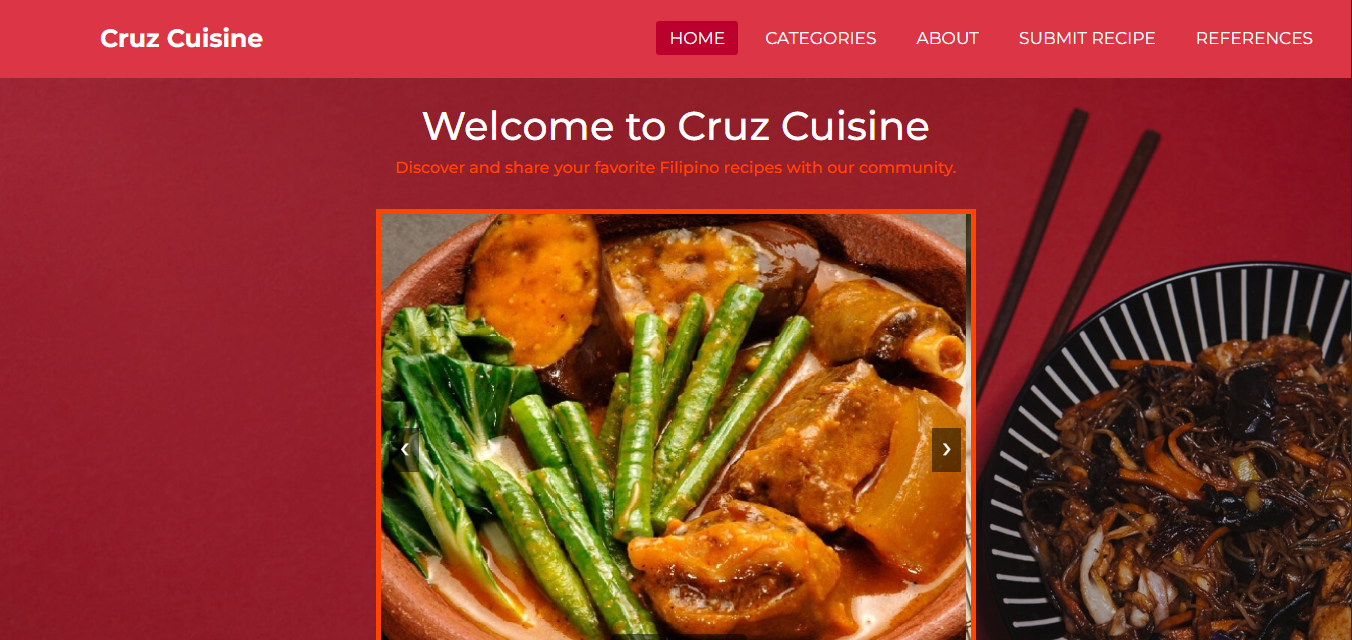 Cruz Cuisine
HOME CATEGORIES ABOUT SUBMIT RECIPE REFERENCES
Welcome to Cruz Cuisine
Discover and share your favorite Filipino recipes with our community.
‹ ›